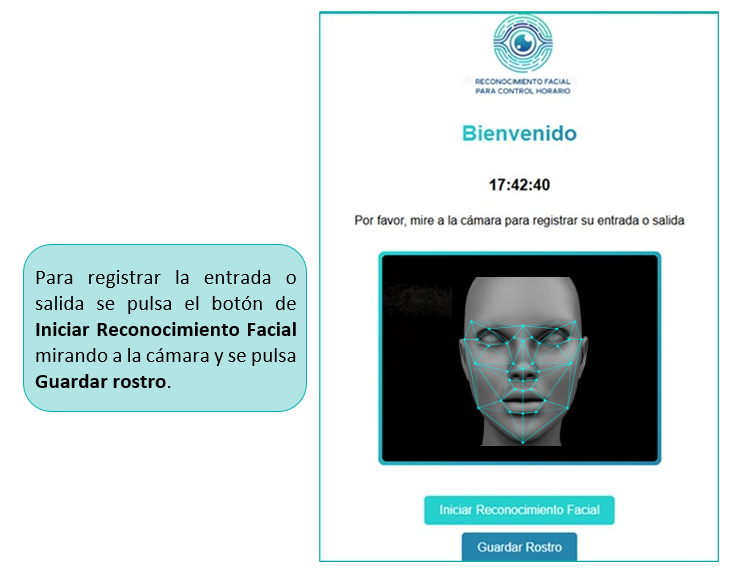 RECONOCIMIENTO FACIAL
PARA CONTROL HORARIO
Bienvenido
17:42:40
Por favor, mire a la cámara para registrar su entrada o salida
Para registrar la entrada o
salida se pulsa el botón de
Iniciar Reconocimiento Facial
mirando a la cámara y se pulsa
Guardar rostro.
Iniciar Reconocimiento Facial
Guardar Rostro